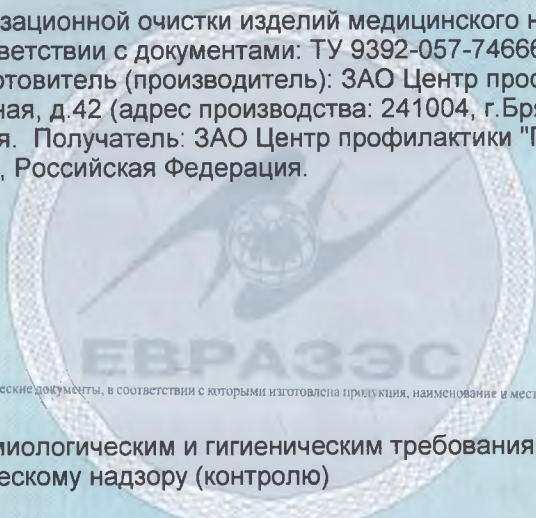 зационной очистки изделий медицинского н
ветствии с документами: ТУ 9392-057-74666
отовитель (производитель): ЗАО Центр проф
ная, д.42 (адрес производства: 241004, г.Бря
я. Получатель: ЗАО Центр профилактики "Г
, Российская Федерация.
ЕВРАЗЭС
еские документы, в соответствии с которыми изготовлена продукция, наименование и мест
миологическим и гигиеническим требования
ескому надзору (контролю)